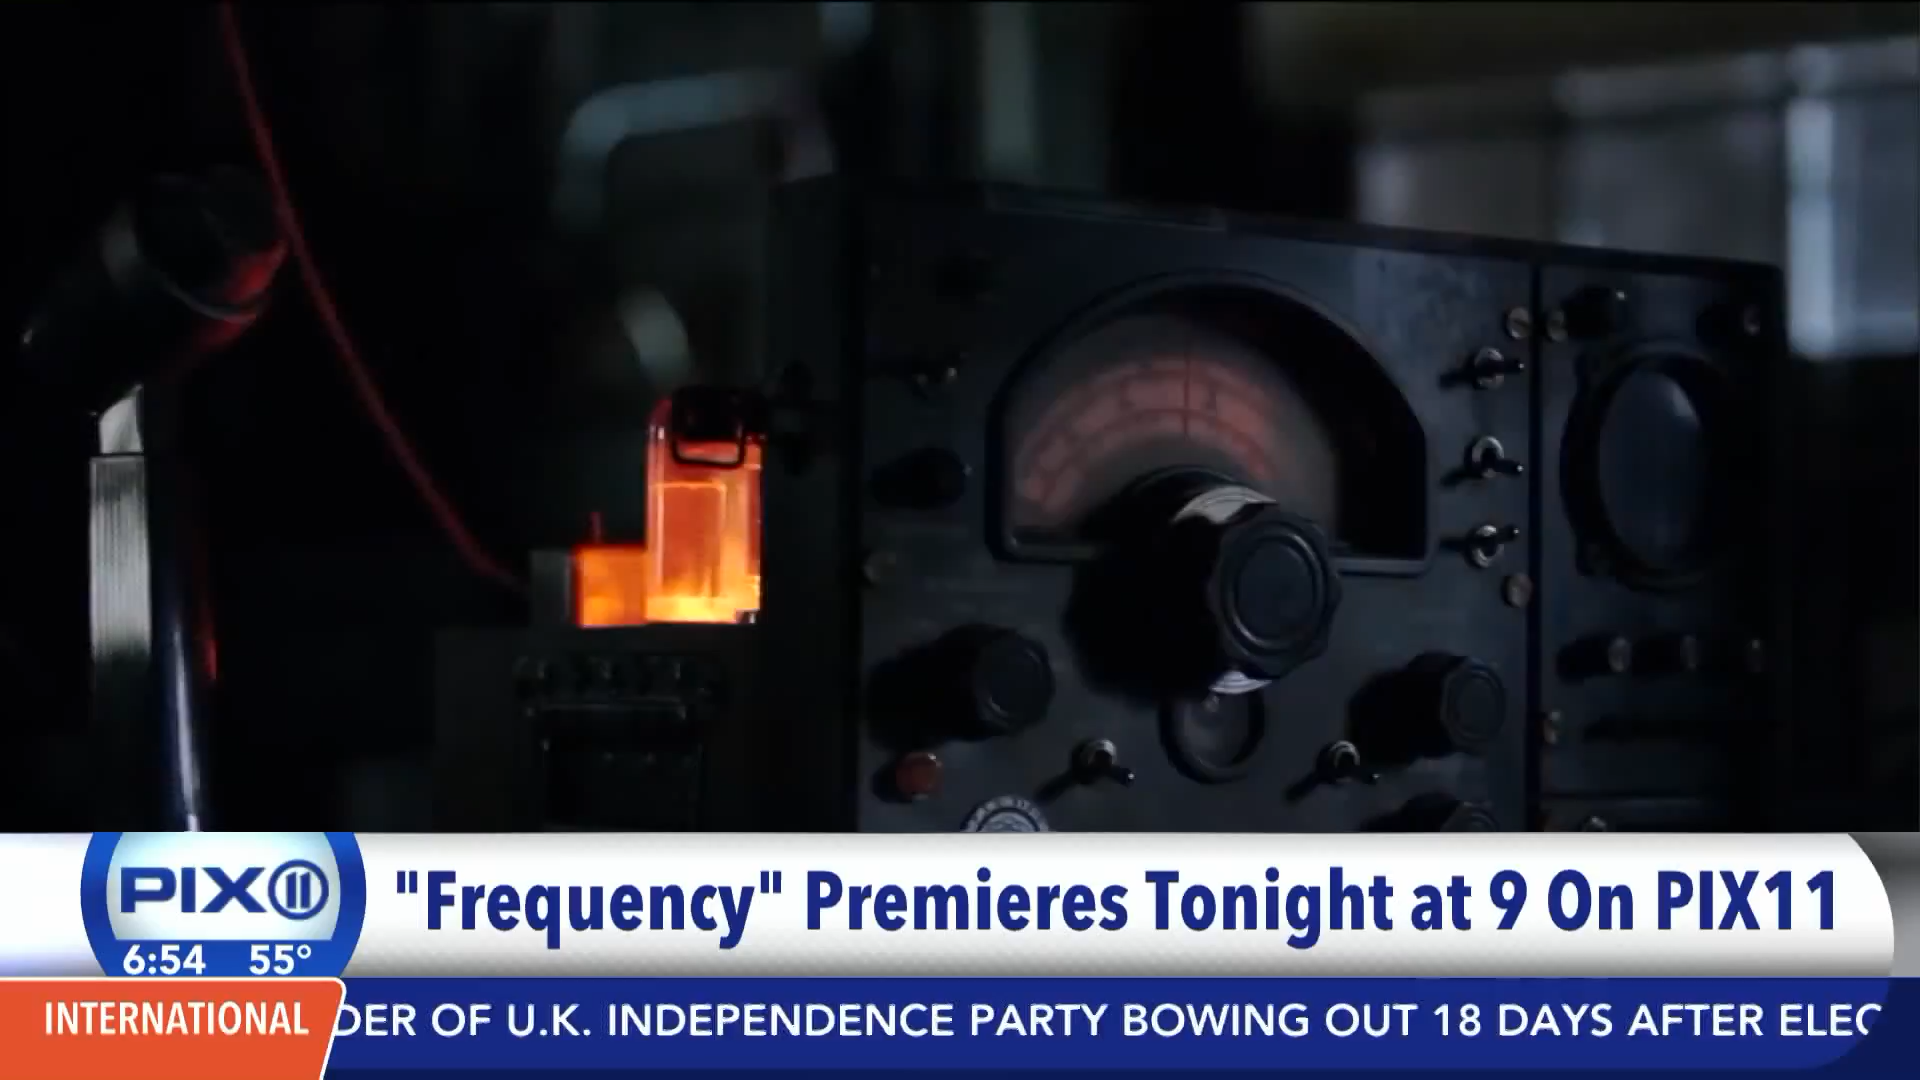 PIX11
"Frequency" Premieres Tonight at 9 On PIX11
6:54 55°
INTERNATIONAL
DER OF U.K. INDEPENDENCE PARTY BOWING OUT 18 DAYS AFTER ELEC